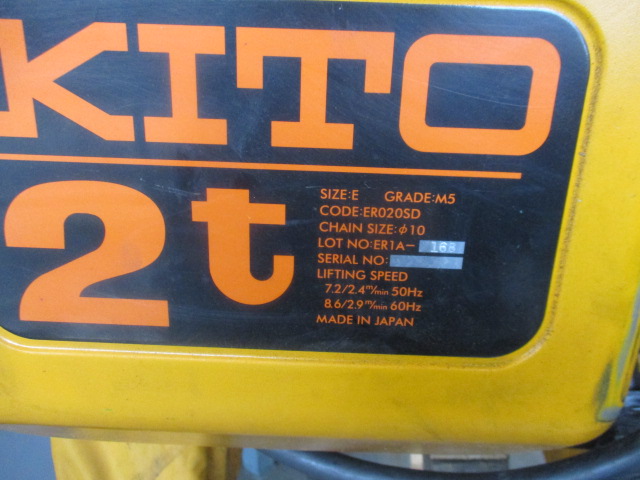 KITO
2t
SIZE:E GRADE:M5
CODE:ER020SD
CHAIN SIZE:ϕ10
LOT NO:ER1A-168
SERIAL NO:
LIFTING SPEED
7.2/2.4m/min 50Hz
8.6/2.9m/min 60Hz
MADE IN JAPAN